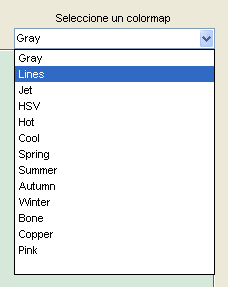 Seleccione un colormap
Gray
Gray
Lines
Jet
HSV
Hot
Cool
Spring
Summer
Autumn
Winter
Bone
Copper
Pink